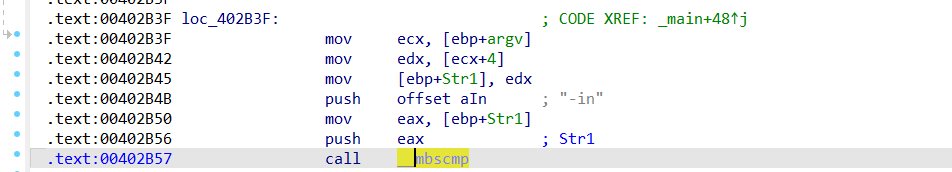 .text:00402B3F
.text:00402B3F loc_402B3F: ; CODE XREF: _main+48↑j
.text:00402B3F mov ecx, [ebp+argv]
.text:00402B42 mov edx, [ecx+4]
.text:00402B45 mov [ebp+Str1], edx
.text:00402B4B push offset aIn ; "-in"
.text:00402B50 mov eax, [ebp+Str1]
.text:00402B56 push eax ; Str1
.text:00402B57 call __mbscmp